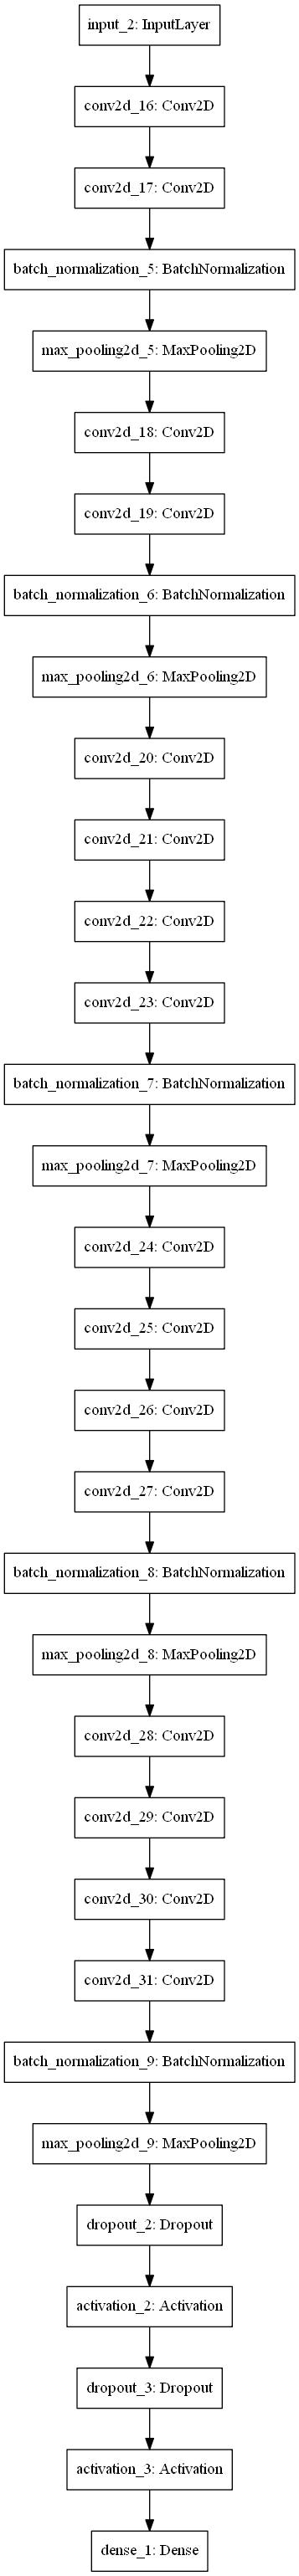 input_2: InputLayer
conv2d_16: Conv2D
conv2d_17: Conv2D
batch_normalization_5: BatchNormalization
max_pooling2d_5: MaxPooling2D
conv2d_18: Conv2D
conv2d_19: Conv2D
batch_normalization_6: BatchNormalization
max_pooling2d_6: MaxPooling2D
conv2d_20: Conv2D
conv2d_21: Conv2D
conv2d_22: Conv2D
conv2d_23: Conv2D
batch_normalization_7: BatchNormalization
max_pooling2d_7: MaxPooling2D
conv2d_24: Conv2D
conv2d_25: Conv2D
conv2d_26: Conv2D
conv2d_27: Conv2D
batch_normalization_8: BatchNormalization
max_pooling2d_8: MaxPooling2D
conv2d_28: Conv2D
conv2d_29: Conv2D
conv2d_30: Conv2D
conv2d_31: Conv2D
batch_normalization_9: BatchNormalization
max_pooling2d_9: MaxPooling2D
dropout_2: Dropout
activation_2: Activation
dropout_3: Dropout
activation_3: Activation
dense_1: Dense